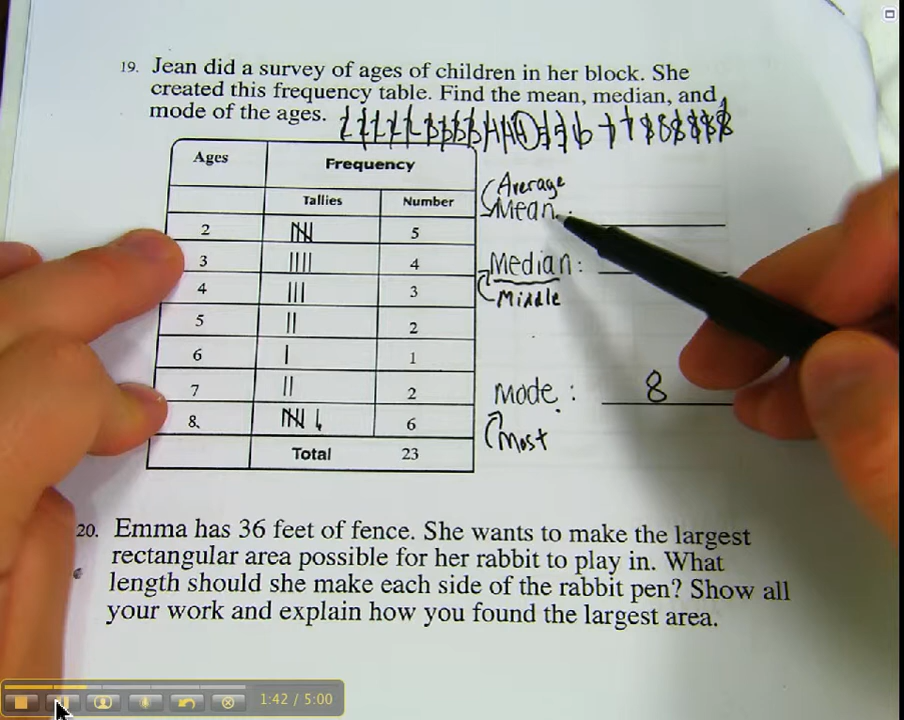 19. Jean did a survey of ages of children in her block. She
created this frequency table. Find the mean, median, and
mode of the ages.
Ages Frequency
Tallies Number
2 5
3 4
4 3
5 2
6 1
7 2
8 6
Total 23
Average
Mean:
Median:
Middle
Mode: 8
Most
20. Emma has 36 feet of fence. She wants to make the largest
rectangular area possible for her rabbit to play in. What
length should she make each side of the rabbit pen? Show all
your work and explain how you found the largest area.
1:42 / 5:00